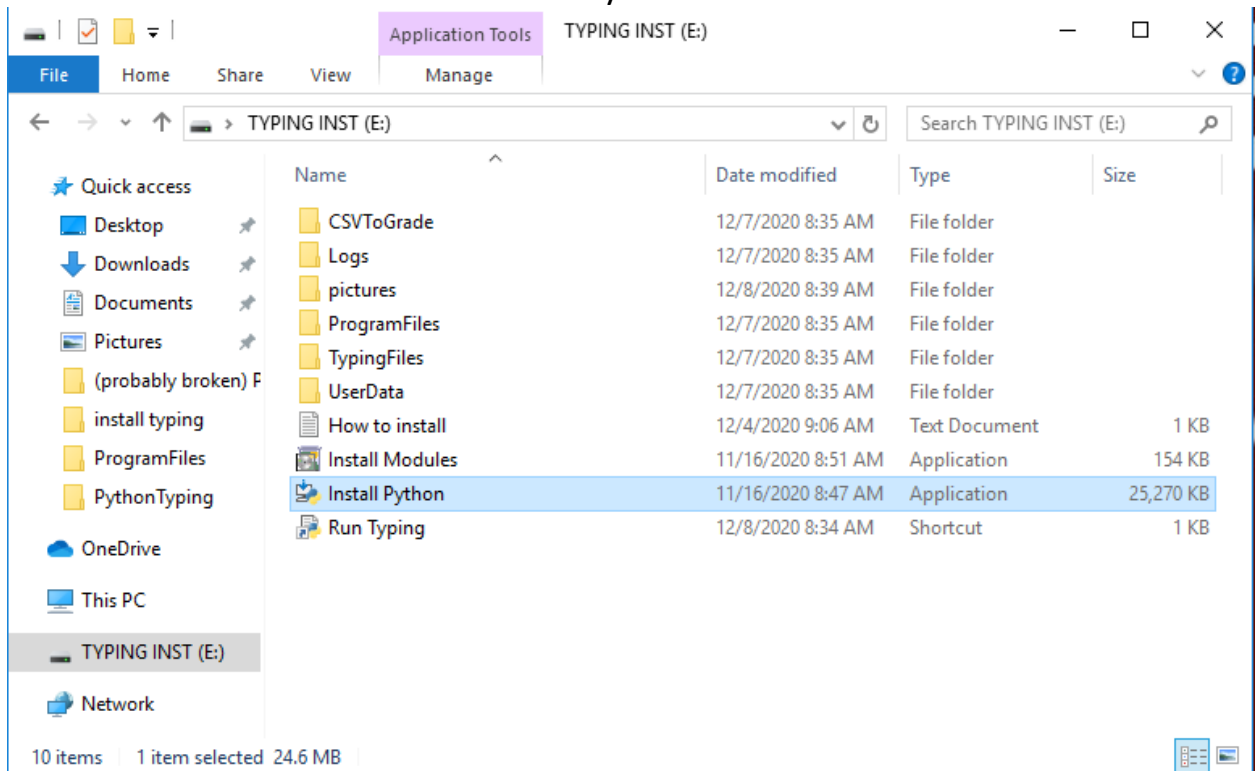 Application Tools TYPING INST (E:)
File Home Share View Manage
TYPING INST (E:) Search TYPING INST (E:)
Name Date modified Type Size
Quick access
Desktop
Downloads
Documents
Pictures
(probably broken) P
install typing
ProgramFiles
PythonTyping
OneDrive
This PC
TYPING INST (E:)
Network
CSVToGrade 12/7/2020 8:35 AM File folder
Logs 12/7/2020 8:35 AM File folder
pictures 12/8/2020 8:39 AM File folder
ProgramFiles 12/7/2020 8:35 AM File folder
TypingFiles 12/7/2020 8:35 AM File folder
UserData 12/7/2020 8:35 AM File folder
How to install 12/4/2020 9:06 AM Text Document 1 KB
Install Modules 11/16/2020 8:51 AM Application 154 KB
Install Python 11/16/2020 8:47 AM Application 25,270 KB
Run Typing 12/8/2020 8:34 AM Shortcut 1 KB
10 items 1 item selected 24.6 MB